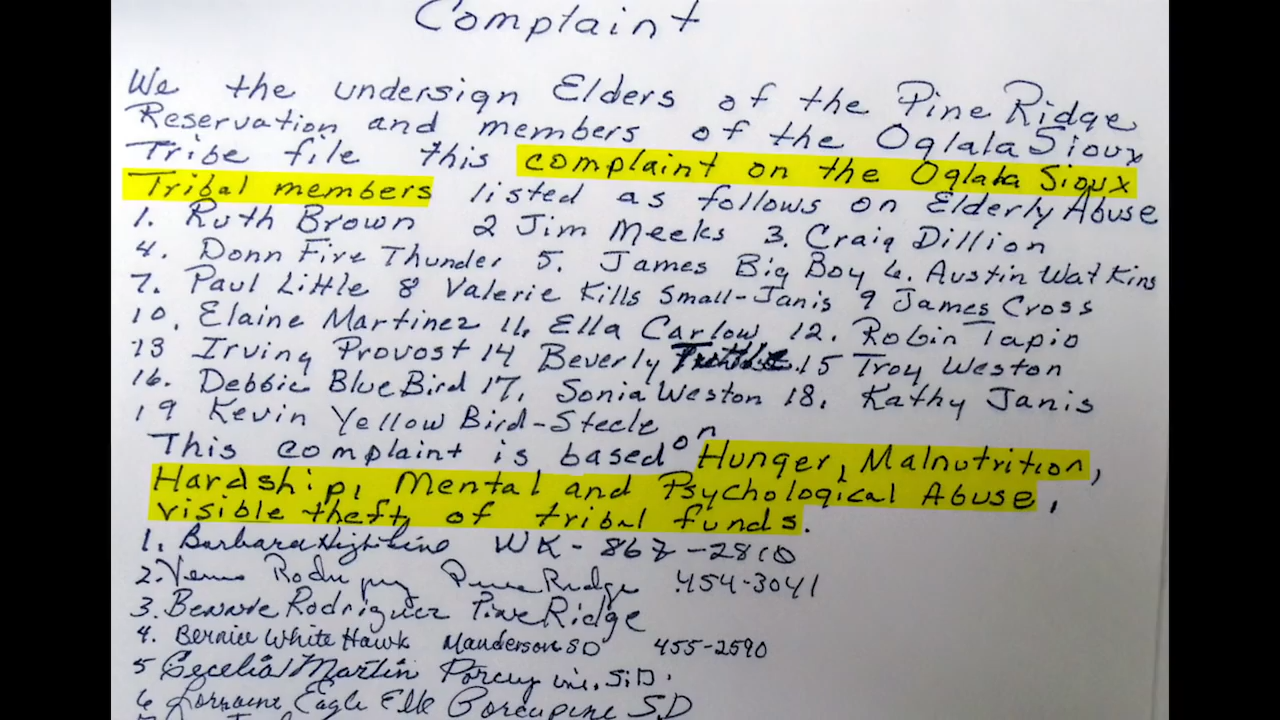 Complaint
We the undersign Elders of the Pine Ridge
Reservation and members of the Oglala Sioux
Tribe file this complaint on the Oglala Sioux
Tribal members listed as follows on Elderly Abuse
1. Ruth Brown 2 Jim Meeks 3. Craig Dillion
4. Donn Fire Thunder 5. James Big Boy 6. Austin Watkins
7. Paul Little 8 Valerie Kills Small-Janis 9 James Cross
10. Elaine Martinez 11. Ella Carlow 12. Robin Tapio
13 Irving Provost 14 Beverly 15 Troy Weston
16. Debbie BlueBird 17. Sonia Weston 18. Kathy Janis
19 Kevin Yellow Bird-Steele
This complaint is based on Hunger, Malnutrition,
Hardship, Mental and Psychological Abuse,
visible theft of tribal funds.
1. Barbara WK - 867-2810
2. Pine Ridge 454-3041
3. Bennie Rodriguez Pine Ridge
4. Bernice White Hawk Manderson SD 455-2590
5 Cecelia Martin S.D.
6 Lorraine Eagle Elk Porcupine S.D